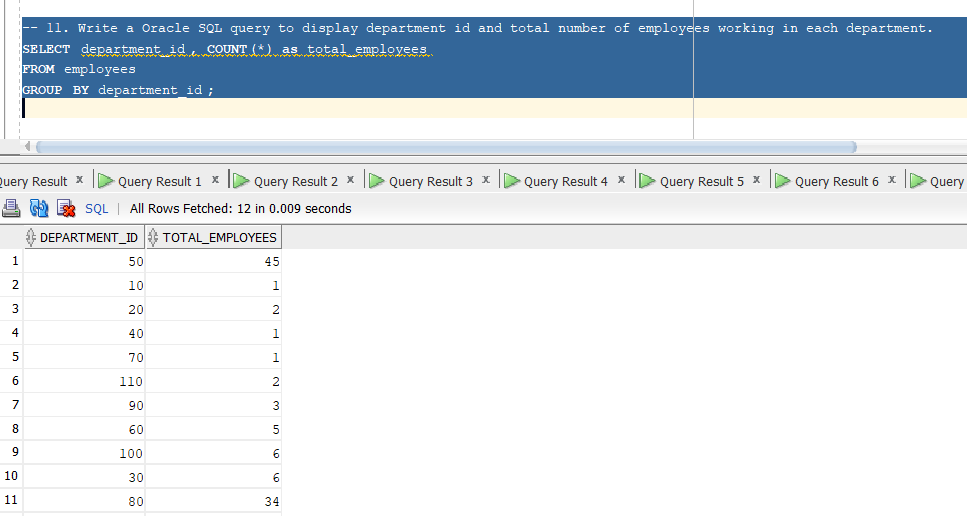 -- 11. Write a Oracle SQL query to display department id and total number of employees working in each department.
SELECT department_id, COUNT(*) as total_employees
FROM employees
GROUP BY department_id;
Query Result x Query Result 1 x Query Result 2 x Query Result 3 x Query Result 4 x Query Result 5 x Query Result 6 x Query
SQL | All Rows Fetched: 12 in 0.009 seconds
DEPARTMENT_ID TOTAL_EMPLOYEES
1 50 45
2 10 1
3 20 2
4 40 1
5 70 1
6 110 2
7 90 3
8 60 5
9 100 6
10 30 6
11 80 34